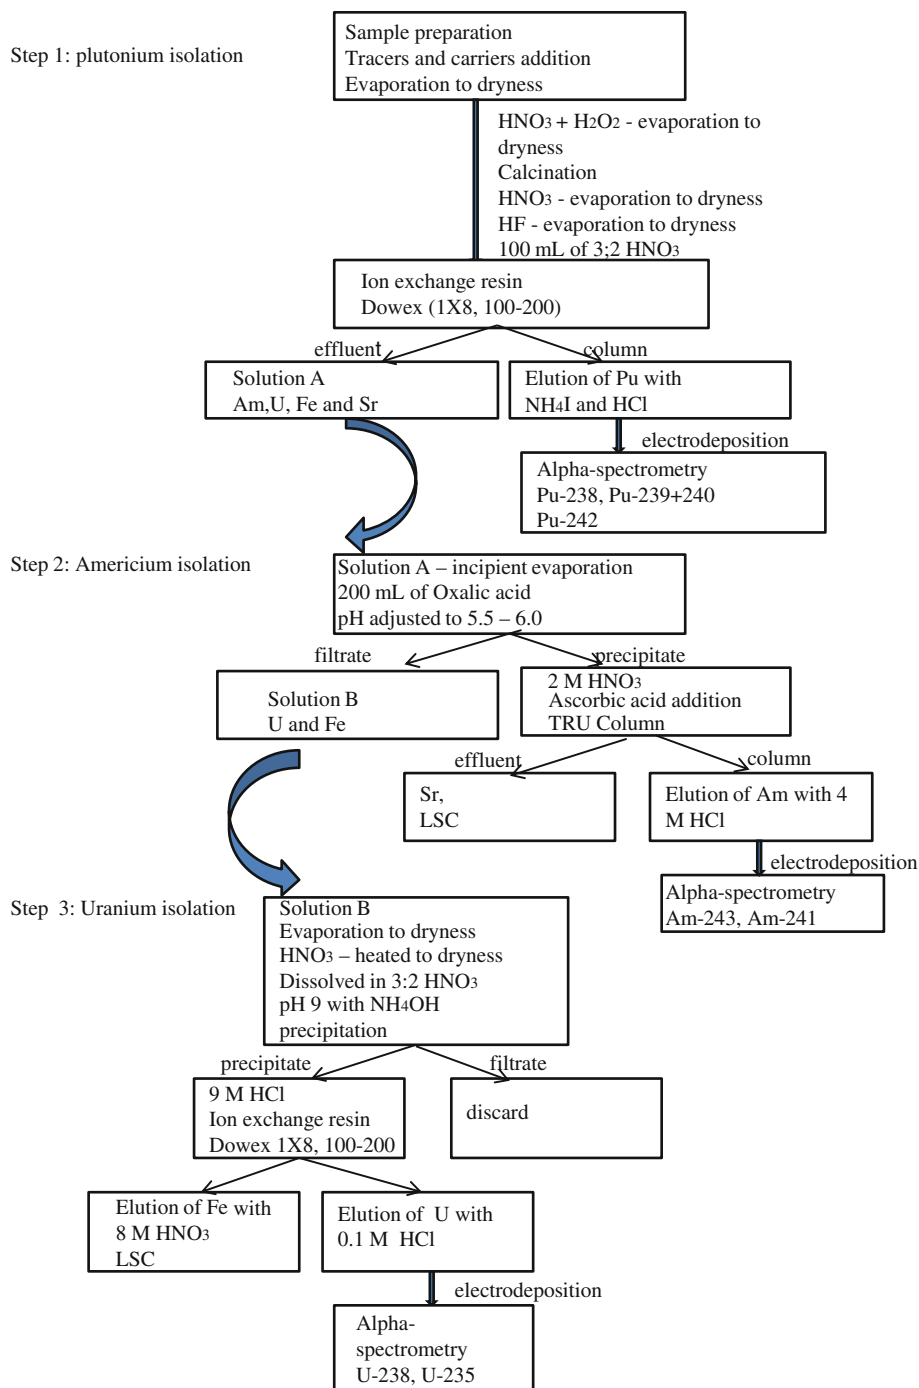 Step 1: plutonium isolation
Sample preparation
Tracers and carriers addition
Evaporation to dryness
HNO3 + H2O2 - evaporation to
dryness
Calcination
HNO3 - evaporation to dryness
HF - evaporation to dryness
100 mL of 3;2 HNO3
Ion exchange resin
Dowex (1X8, 100-200)
effluent
column
Solution A
Am,U, Fe and Sr
Elution of Pu with
NH4I and HCl
electrodeposition
Alpha-spectrometry
Pu-238, Pu-239+240
Pu-242
Step 2: Americium isolation
Solution A – incipient evaporation
200 mL of Oxalic acid
pH adjusted to 5.5 – 6.0
filtrate
precipitate
Solution B
U and Fe
2 M HNO3
Ascorbic acid addition
TRU Column
effluent
column
Sr,
LSC
Elution of Am with 4
M HCl
electrodeposition
Alpha-spectrometry
Am-243, Am-241
Step 3: Uranium isolation
Solution B
Evaporation to dryness
HNO3 – heated to dryness
Dissolved in 3:2 HNO3
pH 9 with NH4OH
precipitation
precipitate
filtrate
9 M HCl
Ion exchange resin
Dowex 1X8, 100-200
discard
Elution of Fe with
8 M HNO3
LSC
Elution of U with
0.1 M HCl
electrodeposition
Alpha-
spectrometry
U-238, U-235